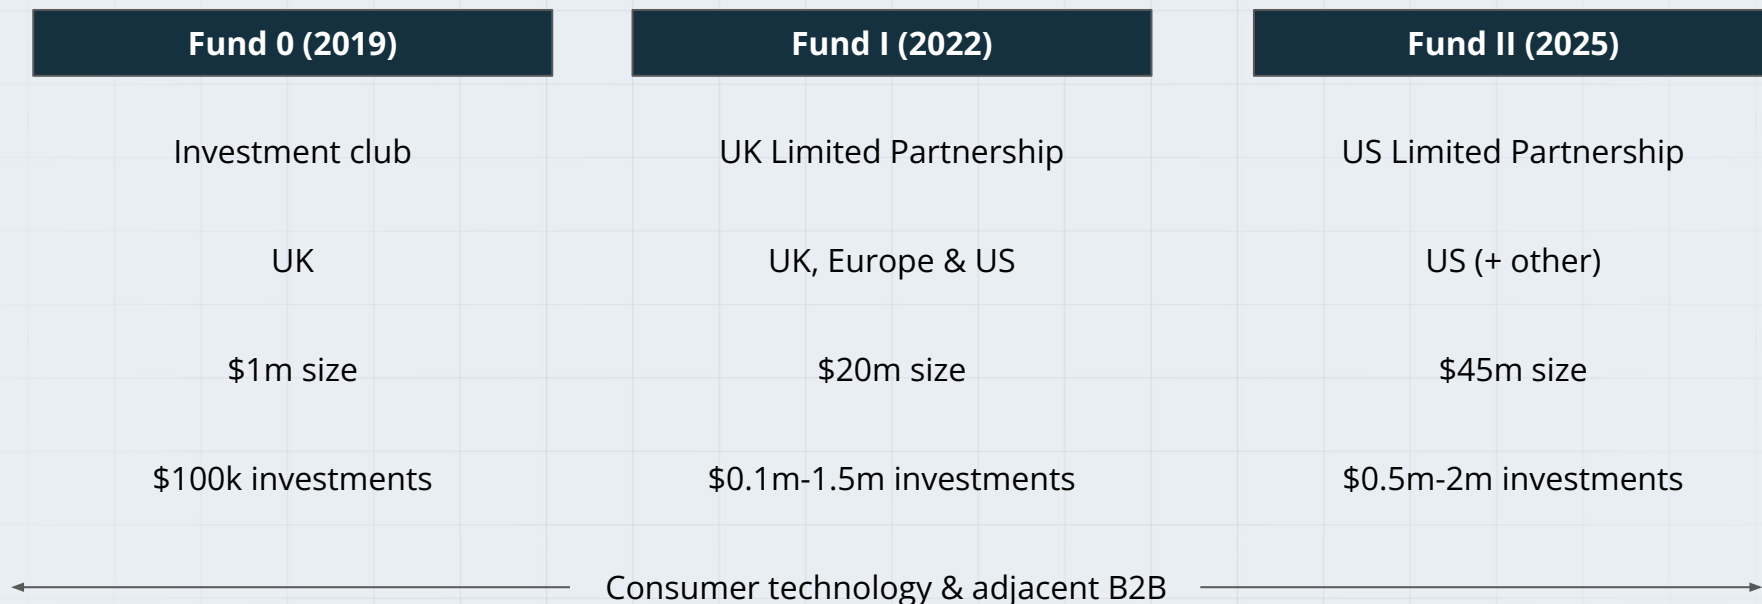 Fund 0 (2019)
Investment club
UK
$1m size
$100k investments
Fund I (2022)
UK Limited Partnership
UK, Europe & US
$20m size
$0.1m-1.5m investments
Fund II (2025)
US Limited Partnership
US (+ other)
$45m size
$0.5m-2m investments
Consumer technology & adjacent B2B